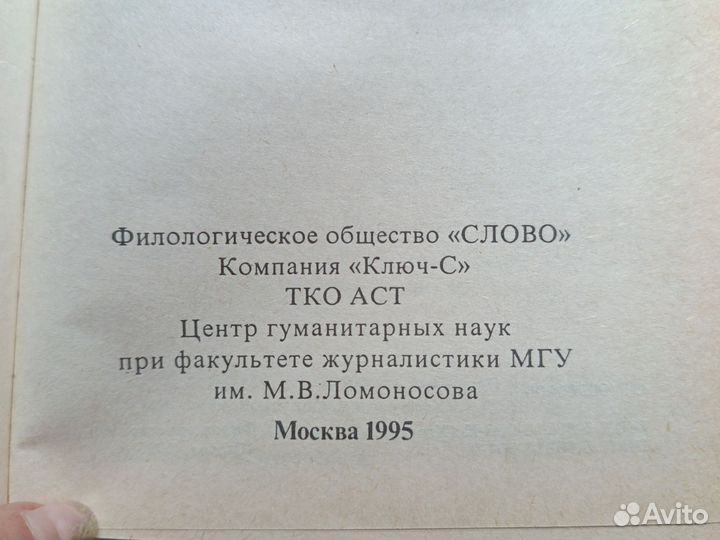 Филологическое общество «СЛОВО»
Компания «Ключ-С»
ТКО АСТ
Центр гуманитарных наук
при факультете журналистики МГУ
им. М.В.Ломоносова
Москва 1995
Avito